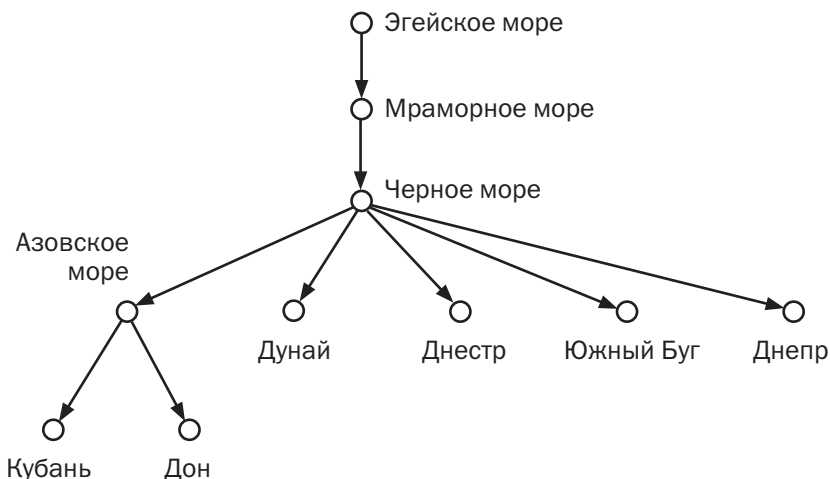 Эгейское море
Мраморное море
Черное море
Азовское
море
Дунай
Днестр
Южный Буг
Днепр
Кубань
Дон